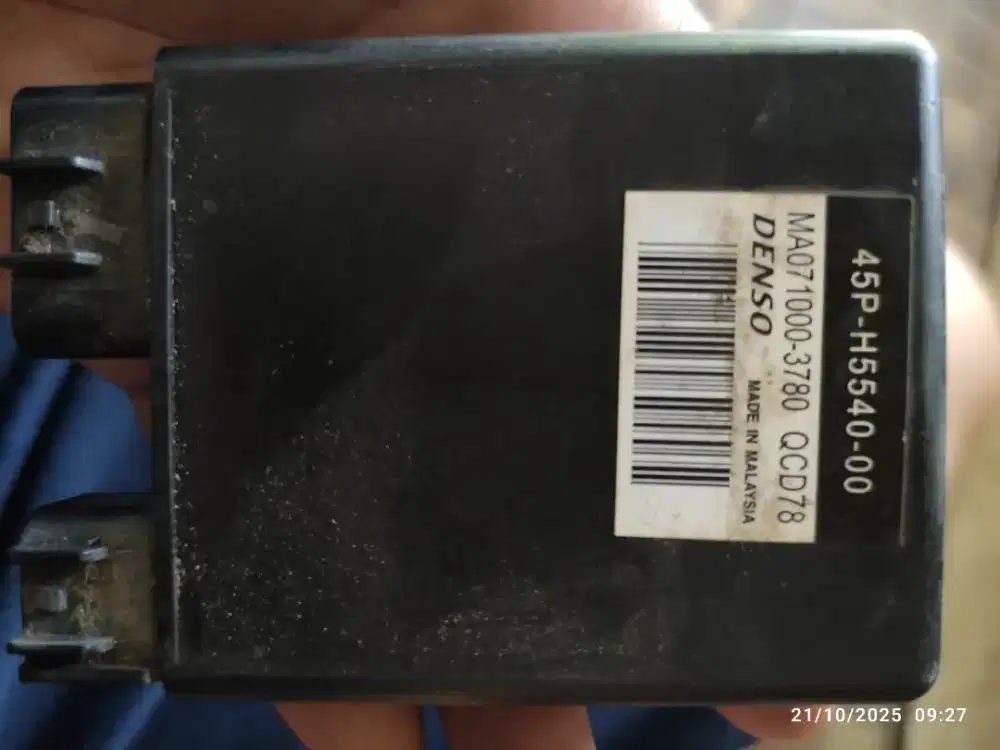 45P-H5540-00
MA071000-3780 QCD78
DENSO MADE IN MALAYSIA
21/10/2025 09:27